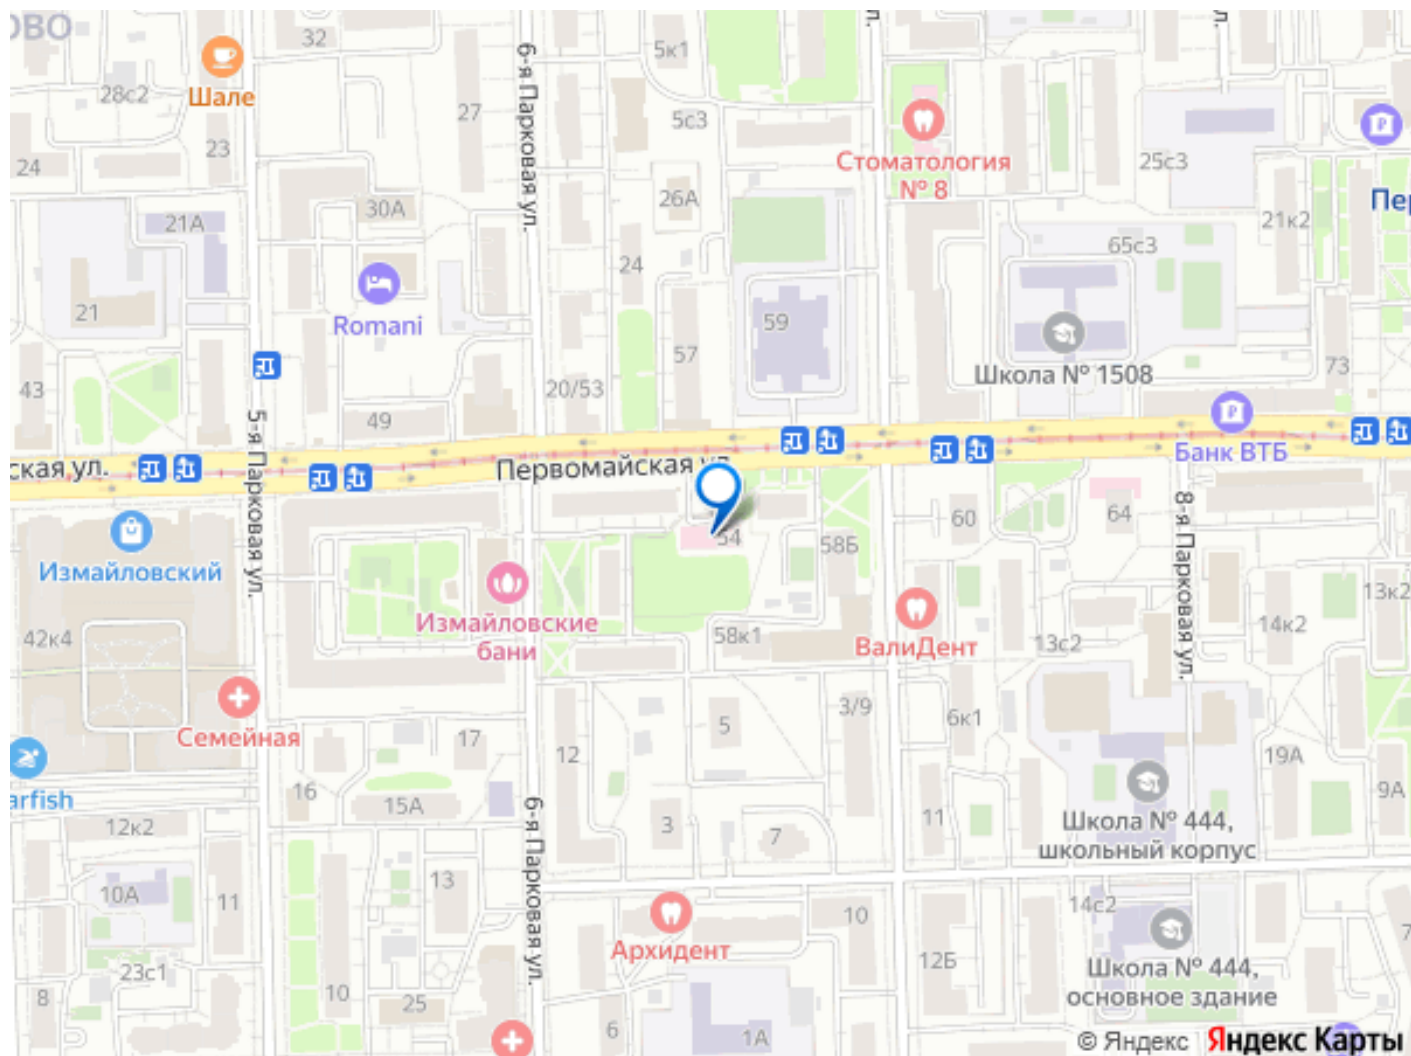 ОВО
32
5к1
ул.
ул.
6-я Парковая ул.
Шале
28с2
27
5с3
23
24
Стоматология
№ 8
25с3
26А
30А
21А
Пер
21к2
65с3
24
21
Romani
59
57
73
Школа № 1508
43
20/53
49
5-я Парковая ул.
Банк ВТБ
ская ул.
Первомайская ул.
8-я Парковая ул.
60
64
54
58Б
Измайловский
13к2
Измайловские
бани
14к2
42к4
58к1
ВалиДент
13с2
3/9
6к1
5
17
Семейная
12
19А
arfish
16
15А
9А
6-я Парковая ул.
11
Школа № 444,
школьный корпус
12к2
3
7
13
10А
11
14с2
10
Архидент
12Б
23с1
Школа № 444,
основное здание
8
10
25
6
1А
7
© Яндекс Яндекс Карты